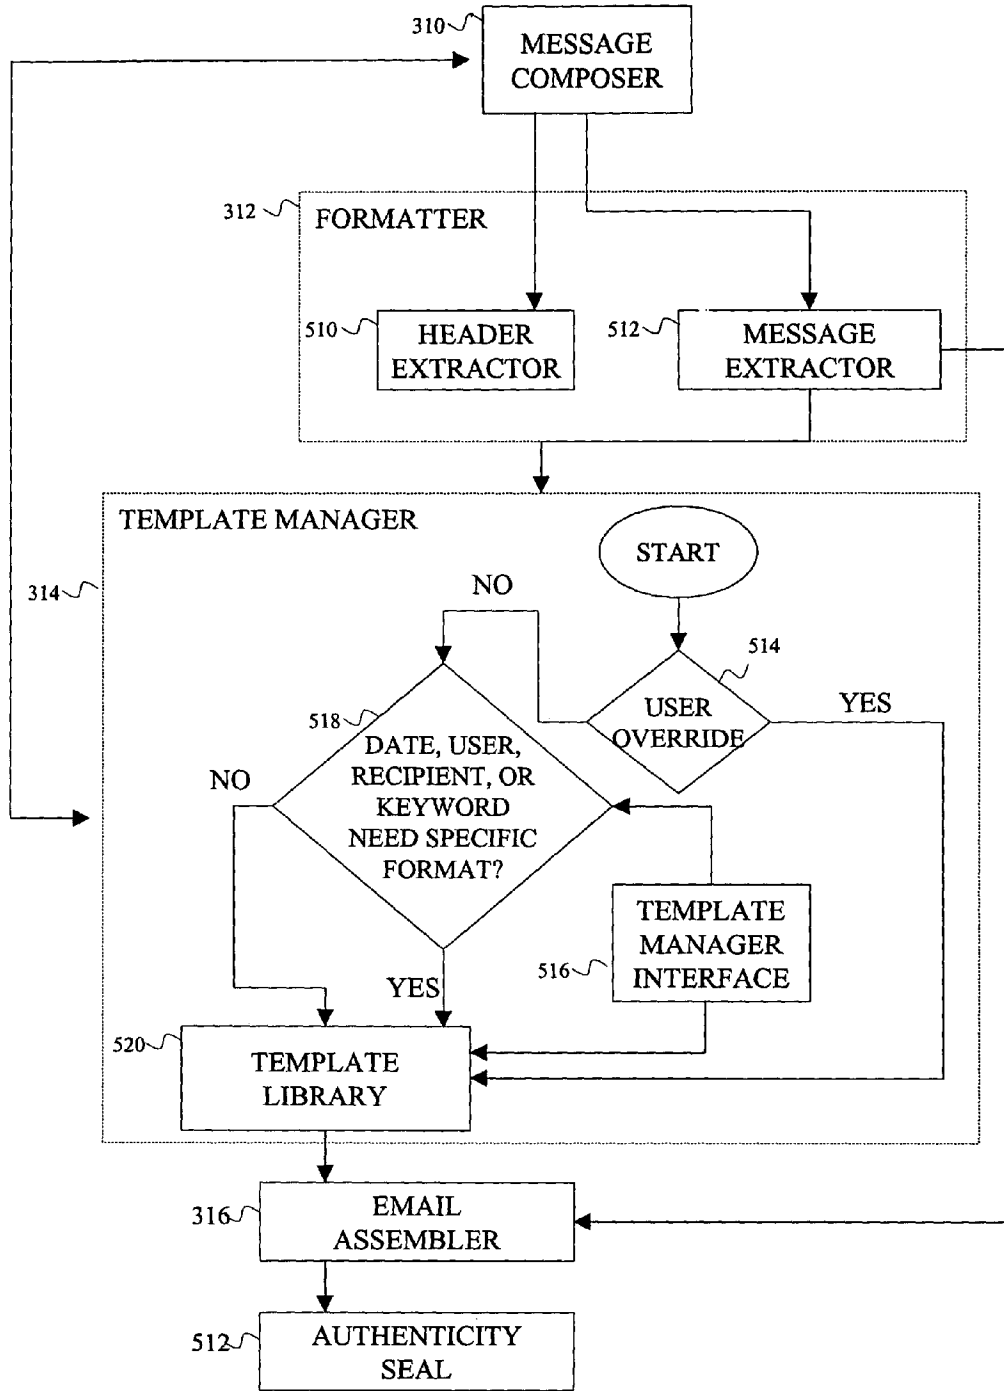 310
MESSAGE
COMPOSER
312
FORMATTER
510
HEADER
EXTRACTOR
512
MESSAGE
EXTRACTOR
TEMPLATE MANAGER
START
314
NO
514
USER
OVERRIDE
YES
518
DATE, USER,
RECIPIENT, OR
KEYWORD
NEED SPECIFIC
FORMAT?
NO
TEMPLATE
MANAGER
INTERFACE
516
YES
520
TEMPLATE
LIBRARY
316
EMAIL
ASSEMBLER
512
AUTHENTICITY
SEAL